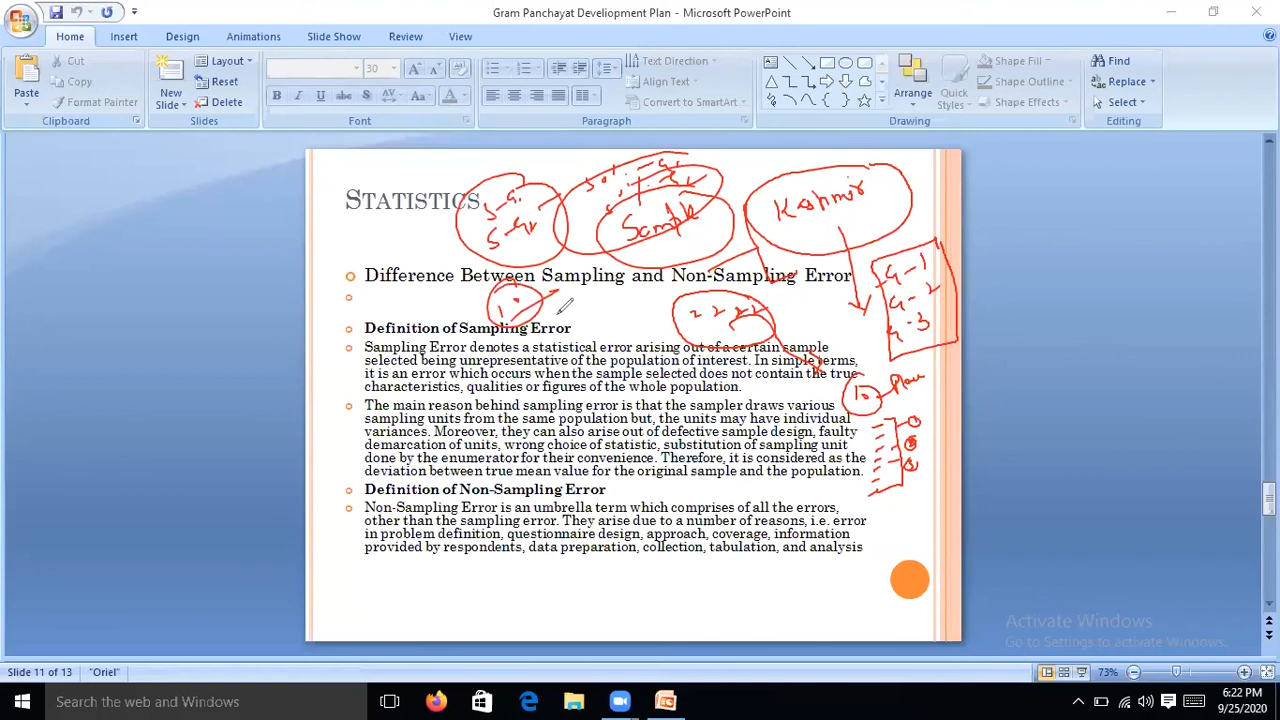 Gram Panchayat Develiopment Plan - Microsoft PowerPoint
Home Insert Design Animations Slide Show Review View
Paste
Cut
Copy
Format Painter
Clipboard
New Slide
Layout
Reset
Delete
Slides
30
Font
Text Direction
Align Text
Convert to SmartArt
Paragraph
Arrange
Quick Styles
Shape Fill
Shape Outline
Shape Effects
Drawing
Find
Replace
Select
Editing
STATISTICS
Sample
Kashmir
Difference Between Sampling and Non-Sampling Error
G-1
G-2
G-3
2 2 2 2
10
Definition of Sampling Error
Sampling Error denotes a statistical error arising out of a certain sample
selected being unrepresentative of the population of interest. In simple terms,
it is an error which occurs when the sample selected does not contain the true
characteristics, qualities or figures of the whole population.
The main reason behind sampling error is that the sampler draws various
sampling units from the same population but, the units may have individual
variances. Moreover, they can also arise out of defective sample design, faulty
demarcation of units, wrong choice of statistic, substitution of sampling unit
done by the enumerator for their convenience. Therefore, it is considered as the
deviation between true mean value for the original sample and the population.
Definition of Non-Sampling Error
Non-Sampling Error is an umbrella term which comprises of all the errors,
other than the sampling error. They arise due to a number of reasons, i.e. error
in problem definition, questionnaire design, approach, coverage, information
provided by respondents, data preparation, collection, tabulation, and analysis
Activate Windows
Go to Settings to activate Windows.
Slide 11 of 13 "Oriel" 73%
Search the web and Windows
6:22 PM
9/25/2020